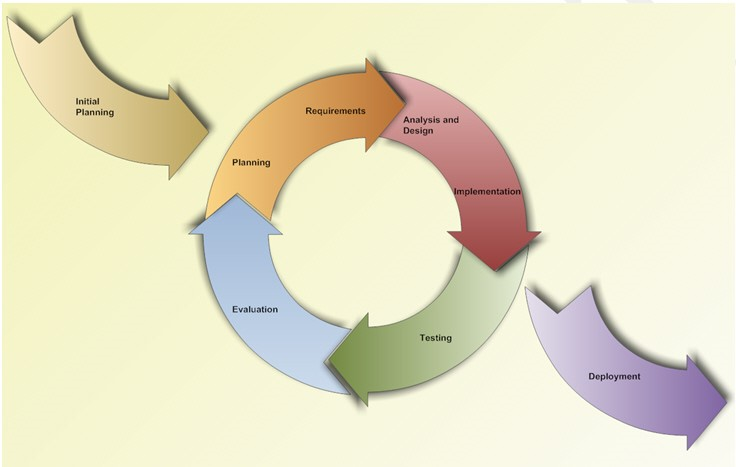 Initial
Planning
Requirements
Analysis and
Design
Planning
Implementation
Evaluation
Testing
Deployment